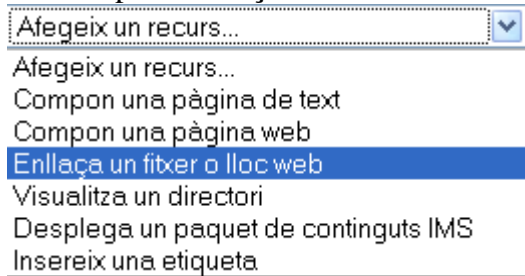 Afegeix un recurs...
Afegeix un recurs...
Compon una pàgina de text
Compon una pàgina web
Enllaça un fitxer o lloc web
Visualitza un directori
Desplega un paquet de continguts IMS
Insereix una etiqueta